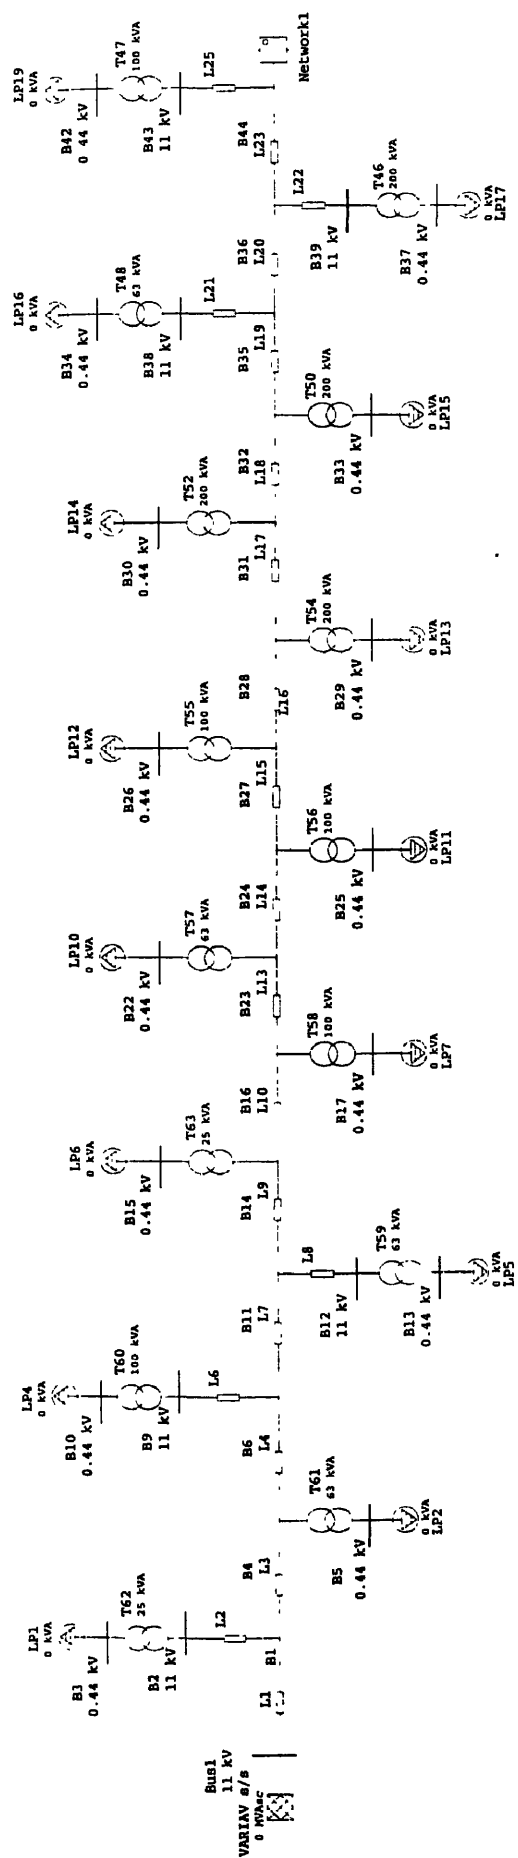 VARIAV s/s
0 MVAsc
Bus1
11 kV
L1
B1
LP1
0 kVA
B3
0.44 kV
T62
25 kVA
B2
11 kV
L2
B4
L3
T61
63 kVA
B5
0.44 kV
0 kVA
LP2
B6
L4
LP4
0 kVA
B10
0.44 kV
T60
100 kVA
B9
11 kV
L6
B11
L7
L8
B12
11 kV
T59
63 kVA
B13
0.44 kV
0 kVA
LP5
B14
L9
LP6
0 kVA
B15
0.44 kV
T63
25 kVA
B16
L10
T58
100 kVA
B17
0.44 kV
0 kVA
LP7
B23
L13
LP10
0 kVA
B22
0.44 kV
T57
63 kVA
B24
L14
T56
100 kVA
B25
0.44 kV
0 kVA
LP11
B27
L15
LP12
0 kVA
B26
0.44 kV
T55
100 kVA
B28
L16
T54
200 kVA
B29
0.44 kV
0 kVA
LP13
B31
L17
LP14
0 kVA
B30
0.44 kV
T52
200 kVA
B32
L18
T50
200 kVA
B33
0.44 kV
0 kVA
LP15
B35
L19
LP16
0 kVA
B34
0.44 kV
T48
63 kVA
B38
11 kV
L21
B36
L20
L22
B39
11 kV
T46
200 kVA
B37
0.44 kV
0 kVA
LP17
B44
L23
LP19
0 kVA
B42
0 44 kV
T47
100 kVA
B43
11 kV
L25
Network1